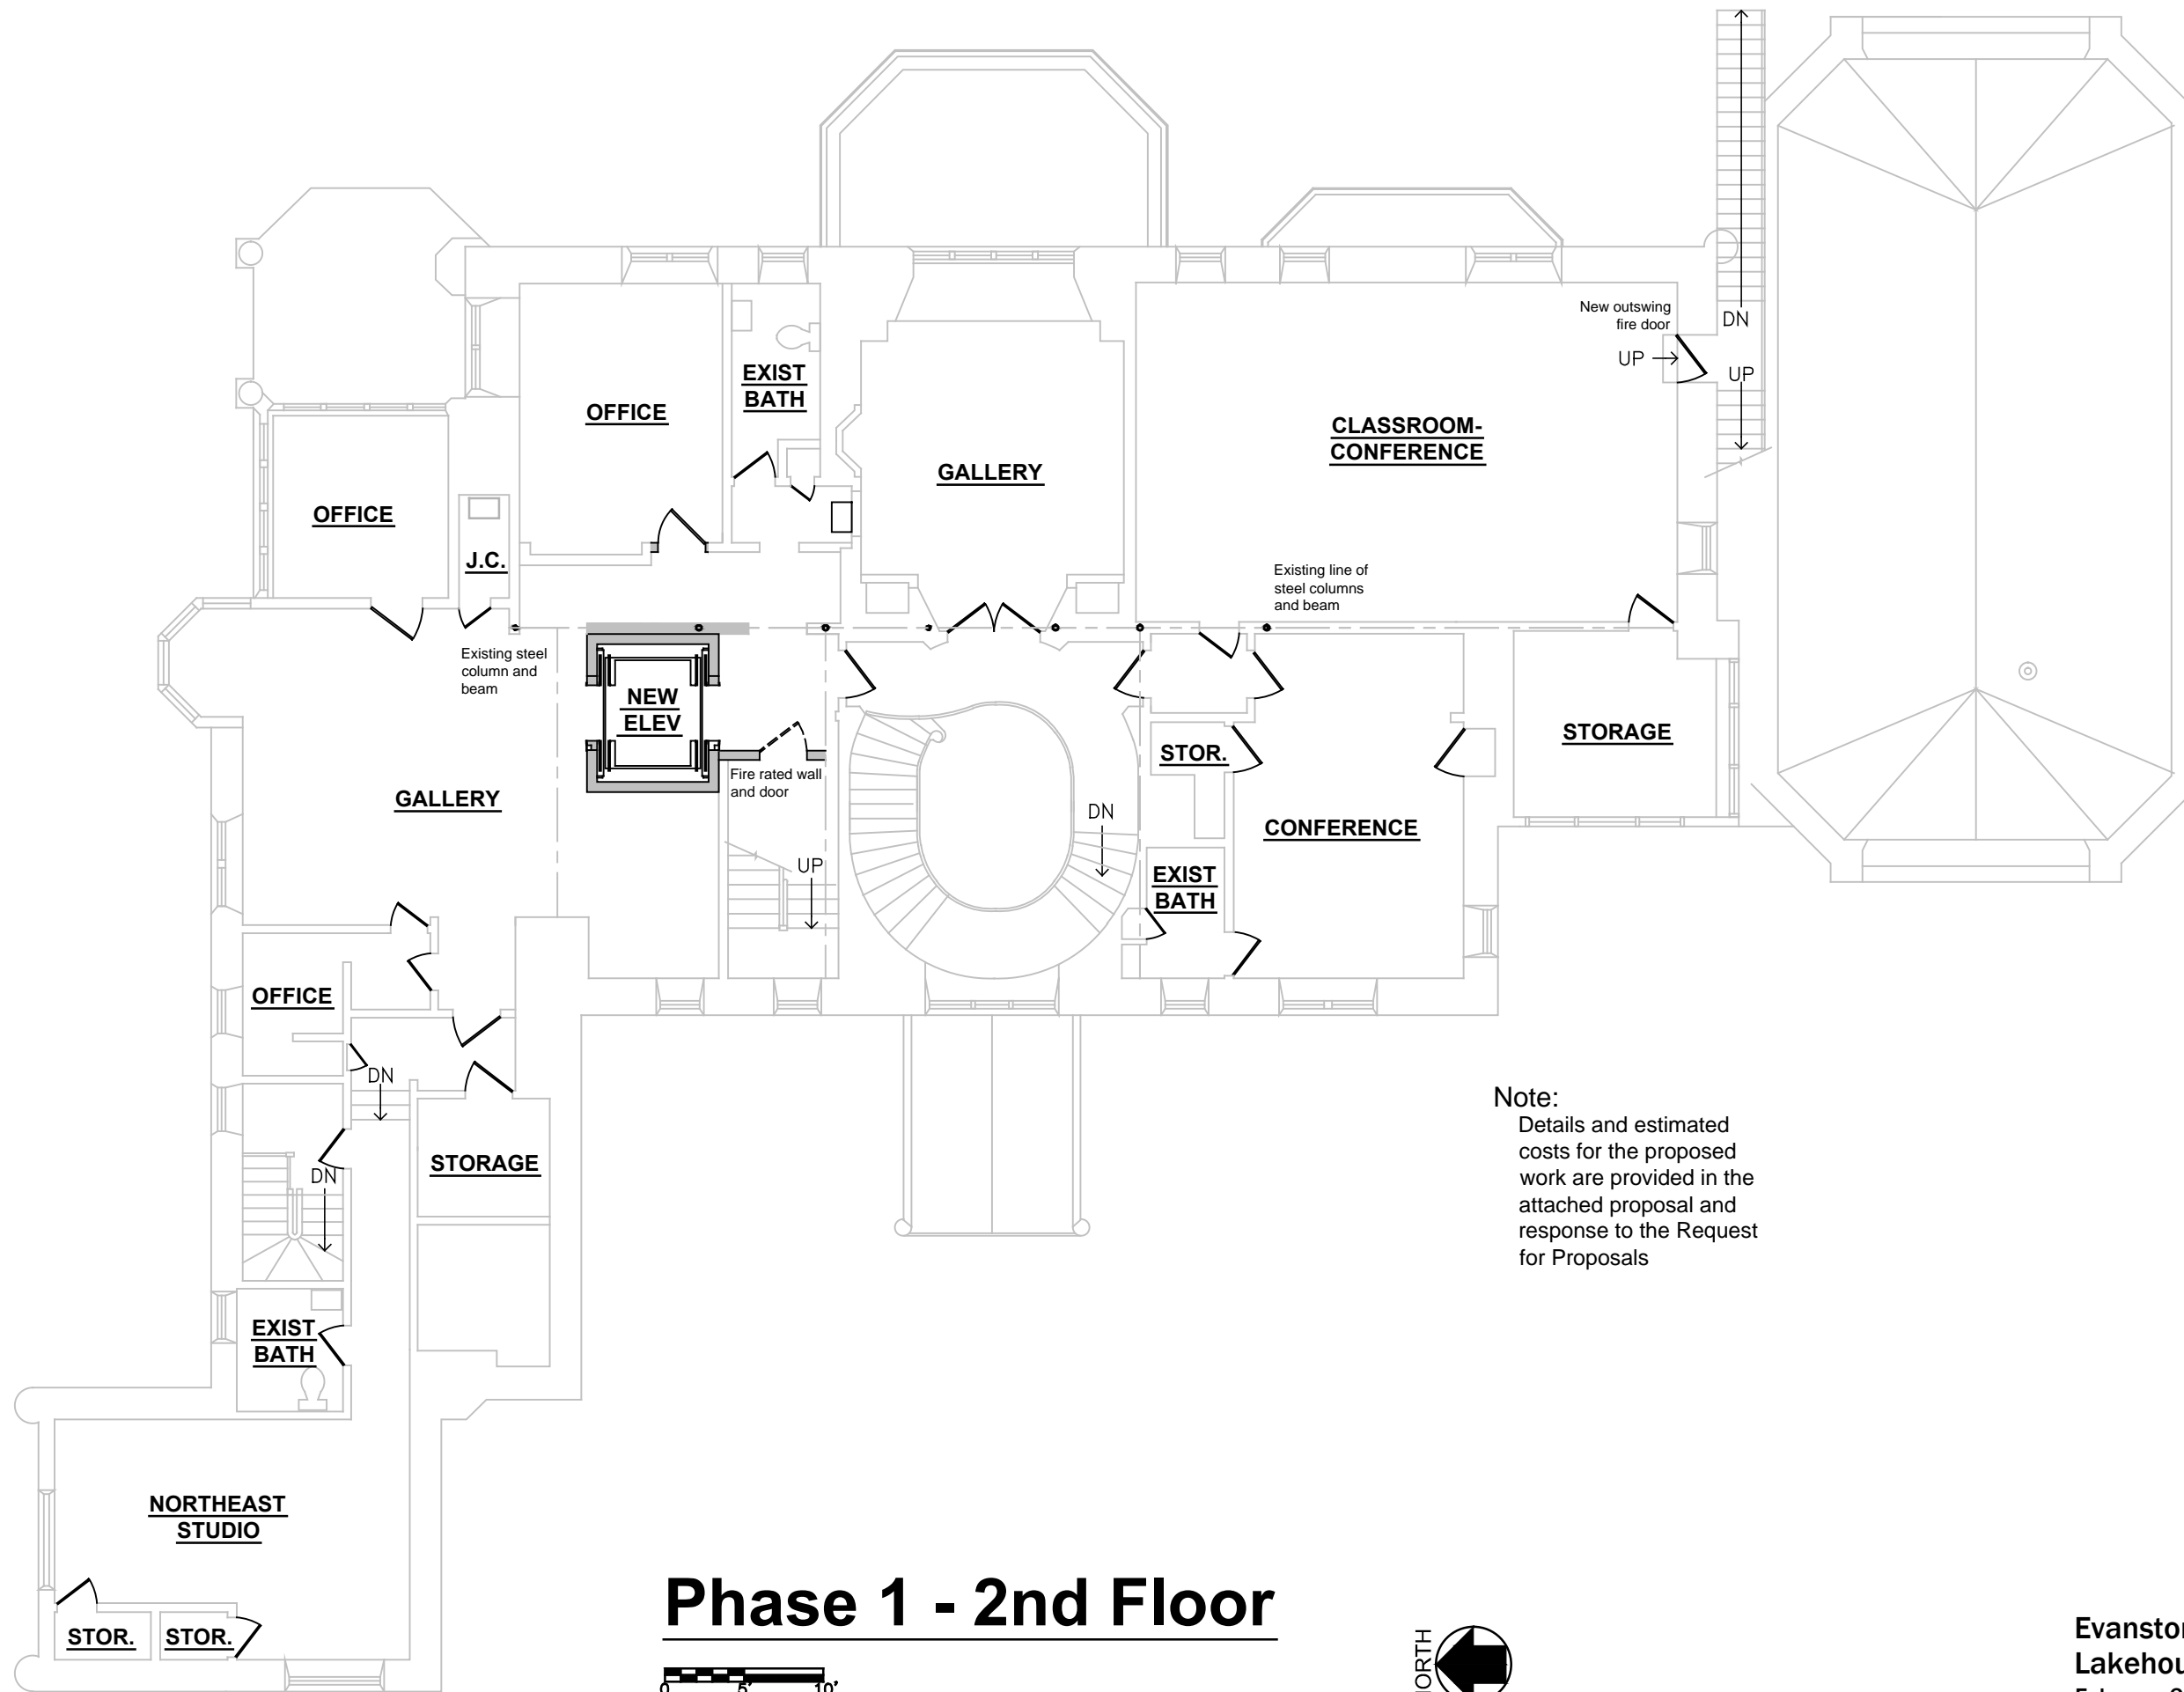 New outswing
fire door
UP
DN
UP
EXIST
BATH
OFFICE
CLASSROOM-
CONFERENCE
GALLERY
OFFICE
J.C.
Existing line of
steel columns
and beam
Existing steel
column and
beam
NEW
ELEV
STORAGE
STOR.
Fire rated wall
and door
GALLERY
DN
CONFERENCE
UP
EXIST
BATH
OFFICE
DN
STORAGE
DN
Note:
Details and estimated
costs for the proposed
work are provided in the
attached proposal and
response to the Request
for Proposals
EXIST
BATH
NORTHEAST
STUDIO
STOR.
STOR.
Phase 1 - 2nd Floor
0 5' 10'